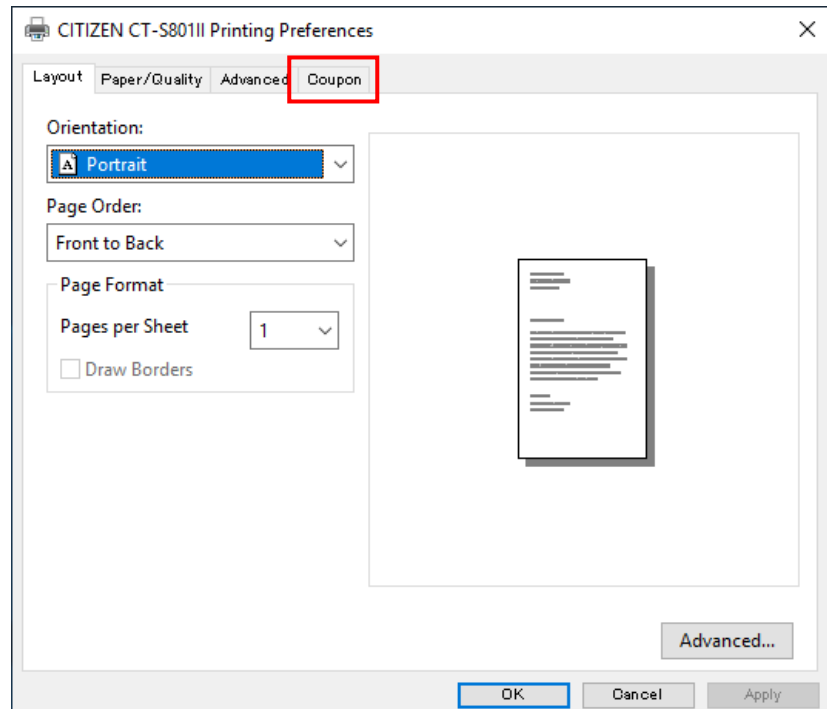 CITIZEN CT-S801II Printing Preferences
Layout Paper/Quality Advanced Coupon
Orientation:
A Portrait
Page Order:
Front to Back
Page Format
Pages per Sheet 1
Draw Borders
Advanced...
OK Cancel Apply